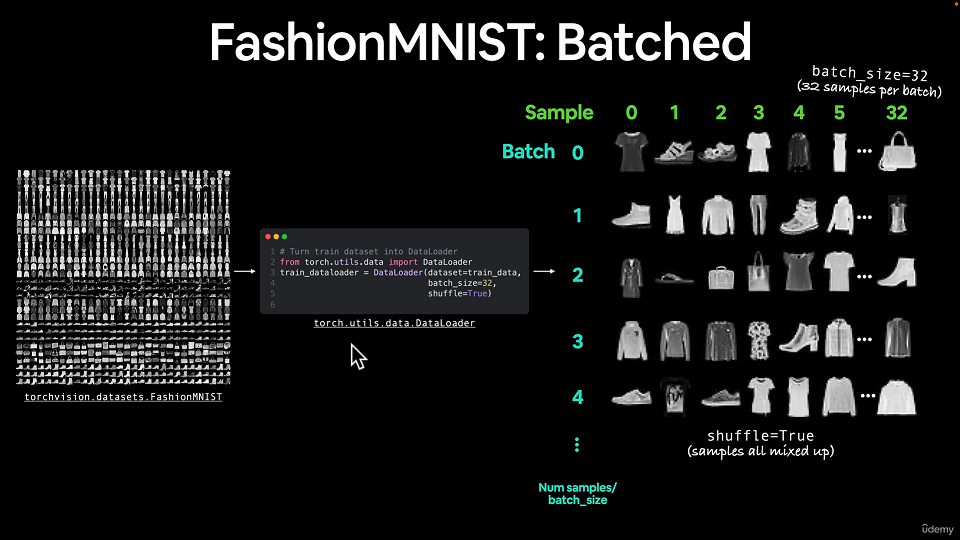 FashionMNIST: Batched
batch_size=32
(32 samples per batch)
Sample 0 1 2 3 4 5 32
Batch 0
1
2
3
4
1 # Turn train dataset into DataLoader
2 from torch.utils.data import DataLoader
3 train_dataloader = DataLoader(dataset=train_data,
4 batch_size=32,
5 shuffle=True)
6
torch.utils.data.DataLoader
torchvision.datasets.FashionMNIST
shuffle=True
(samples all mixed up)
Num samples/
batch_size
ûdemy